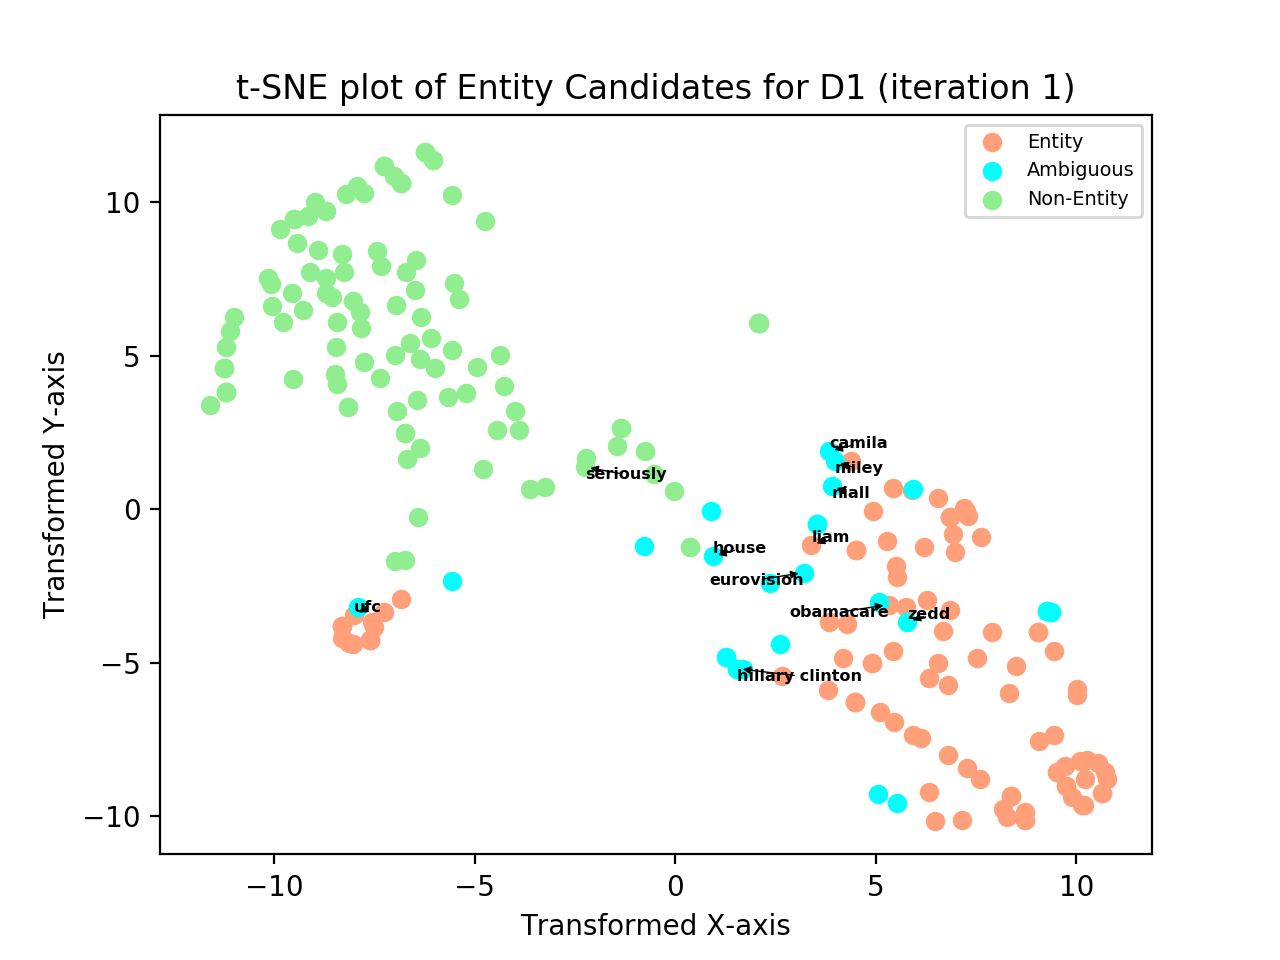 t-SNE plot of Entity Candidates for D1 (iteration 1)
Entity
Ambiguous
Non-Entity
10
5
0
−5
−10
Transformed Y-axis
camila
miley
seriously
niall
liam
house
eurovision
ufc
obamacare
zedd
hillary clinton
−10
−5
0
5
10
Transformed X-axis